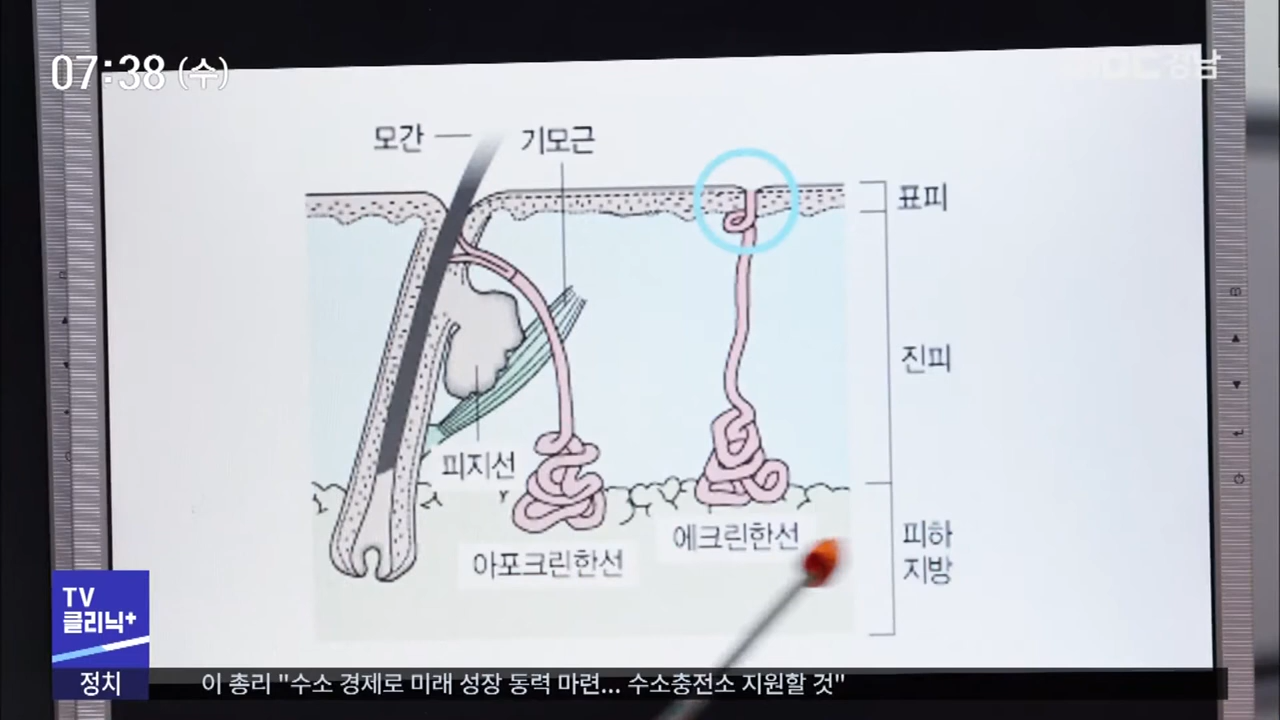 07:38 (수)
MBC 경남
모간
기모근
표피
진피
피지선
에크린한선
아포크린한선
피하
지방
TV
클리닉+
정치
이 총리 "수소 경제로 미래 성장 동력 마련... 수소충전소 지원할 것"